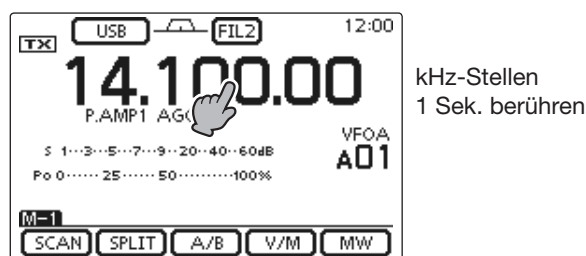 USB FIL2 12:00
TX
14.100.00
P.AMP1 AGC
kHz-Stellen
1 Sek. berühren
VFOA
S 1···3···5···7···9··20··40··60dB
A01
Po 0······25······50··········100%
M-1
SCAN SPLIT A/B V/M MW